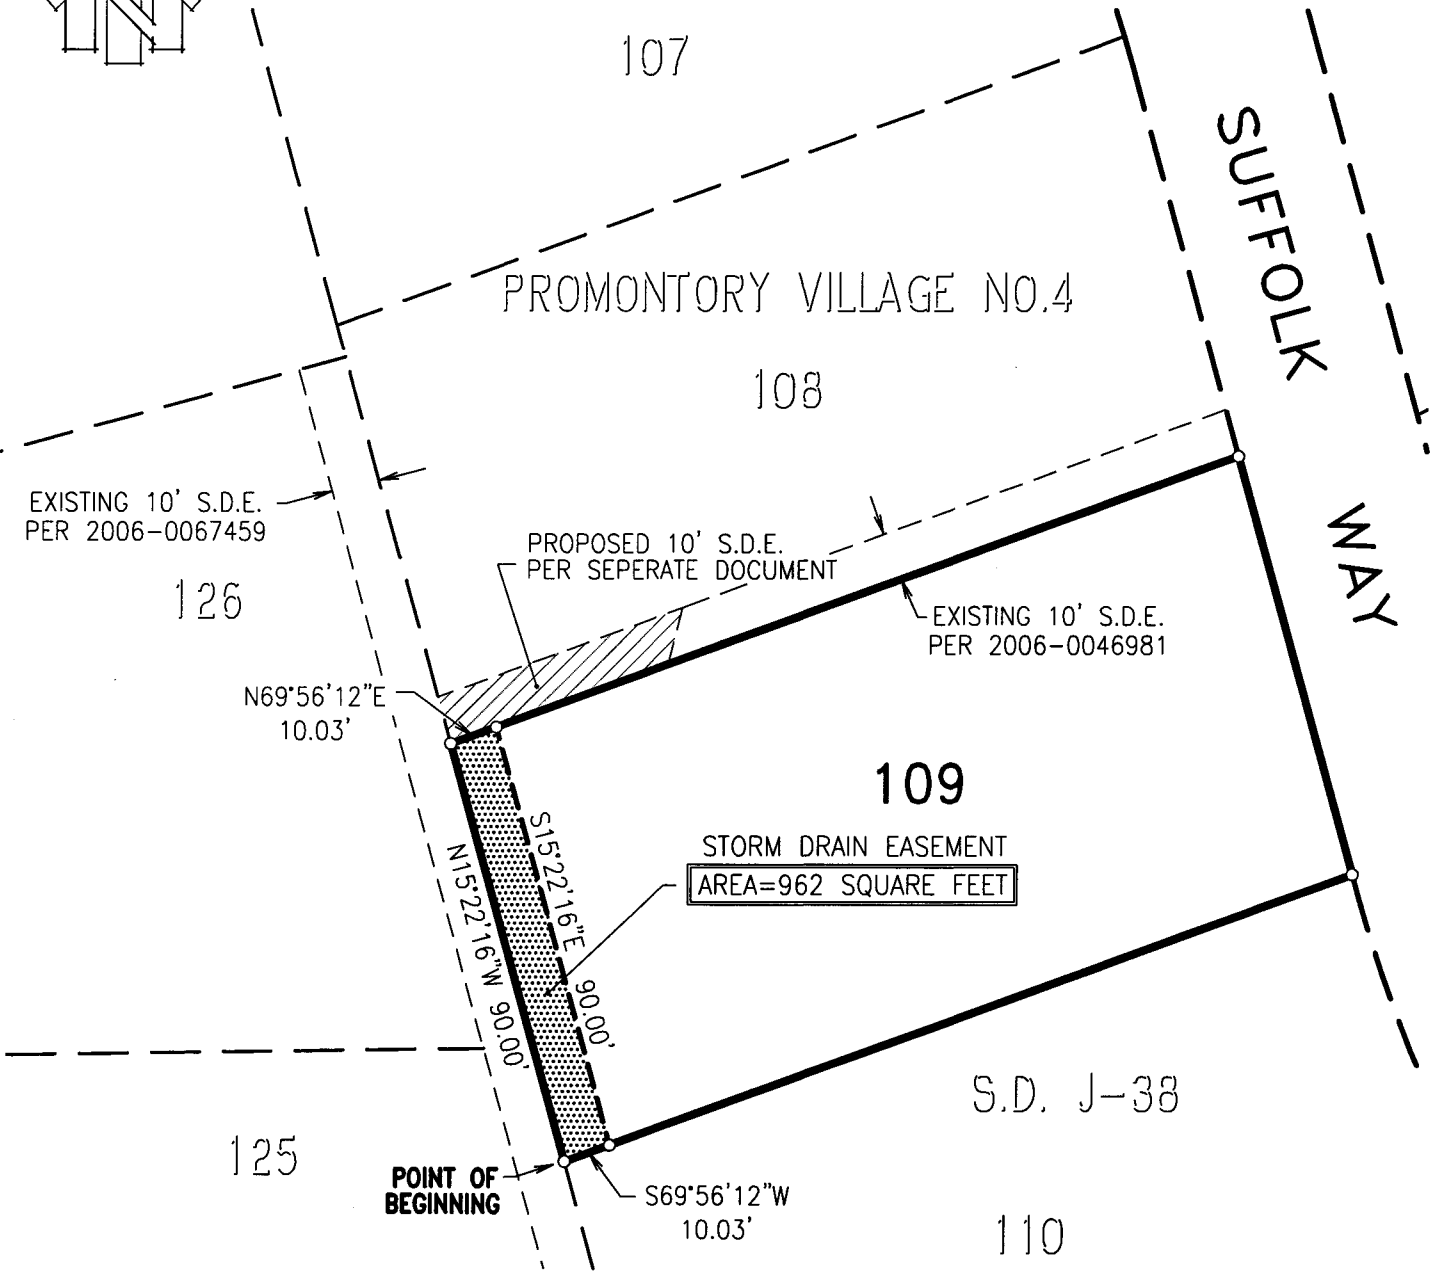 N
107
SUFFOLK
PROMONTORY VILLAGE NO.4
108
EXISTING 10' S.D.E.
PER 2006-0067459
WAY
PROPOSED 10' S.D.E.
PER SEPERATE DOCUMENT
126
EXISTING 10' S.D.E.
PER 2006-0046981
N69°56'12"E
10.03'
109
STORM DRAIN EASEMENT
AREA=962 SQUARE FEET
N15°22'16"W 90.00'
S15°22'16"E 90.00'
S.D. J-38
125
POINT OF
BEGINNING
S69°56'12"W
10.03'
110